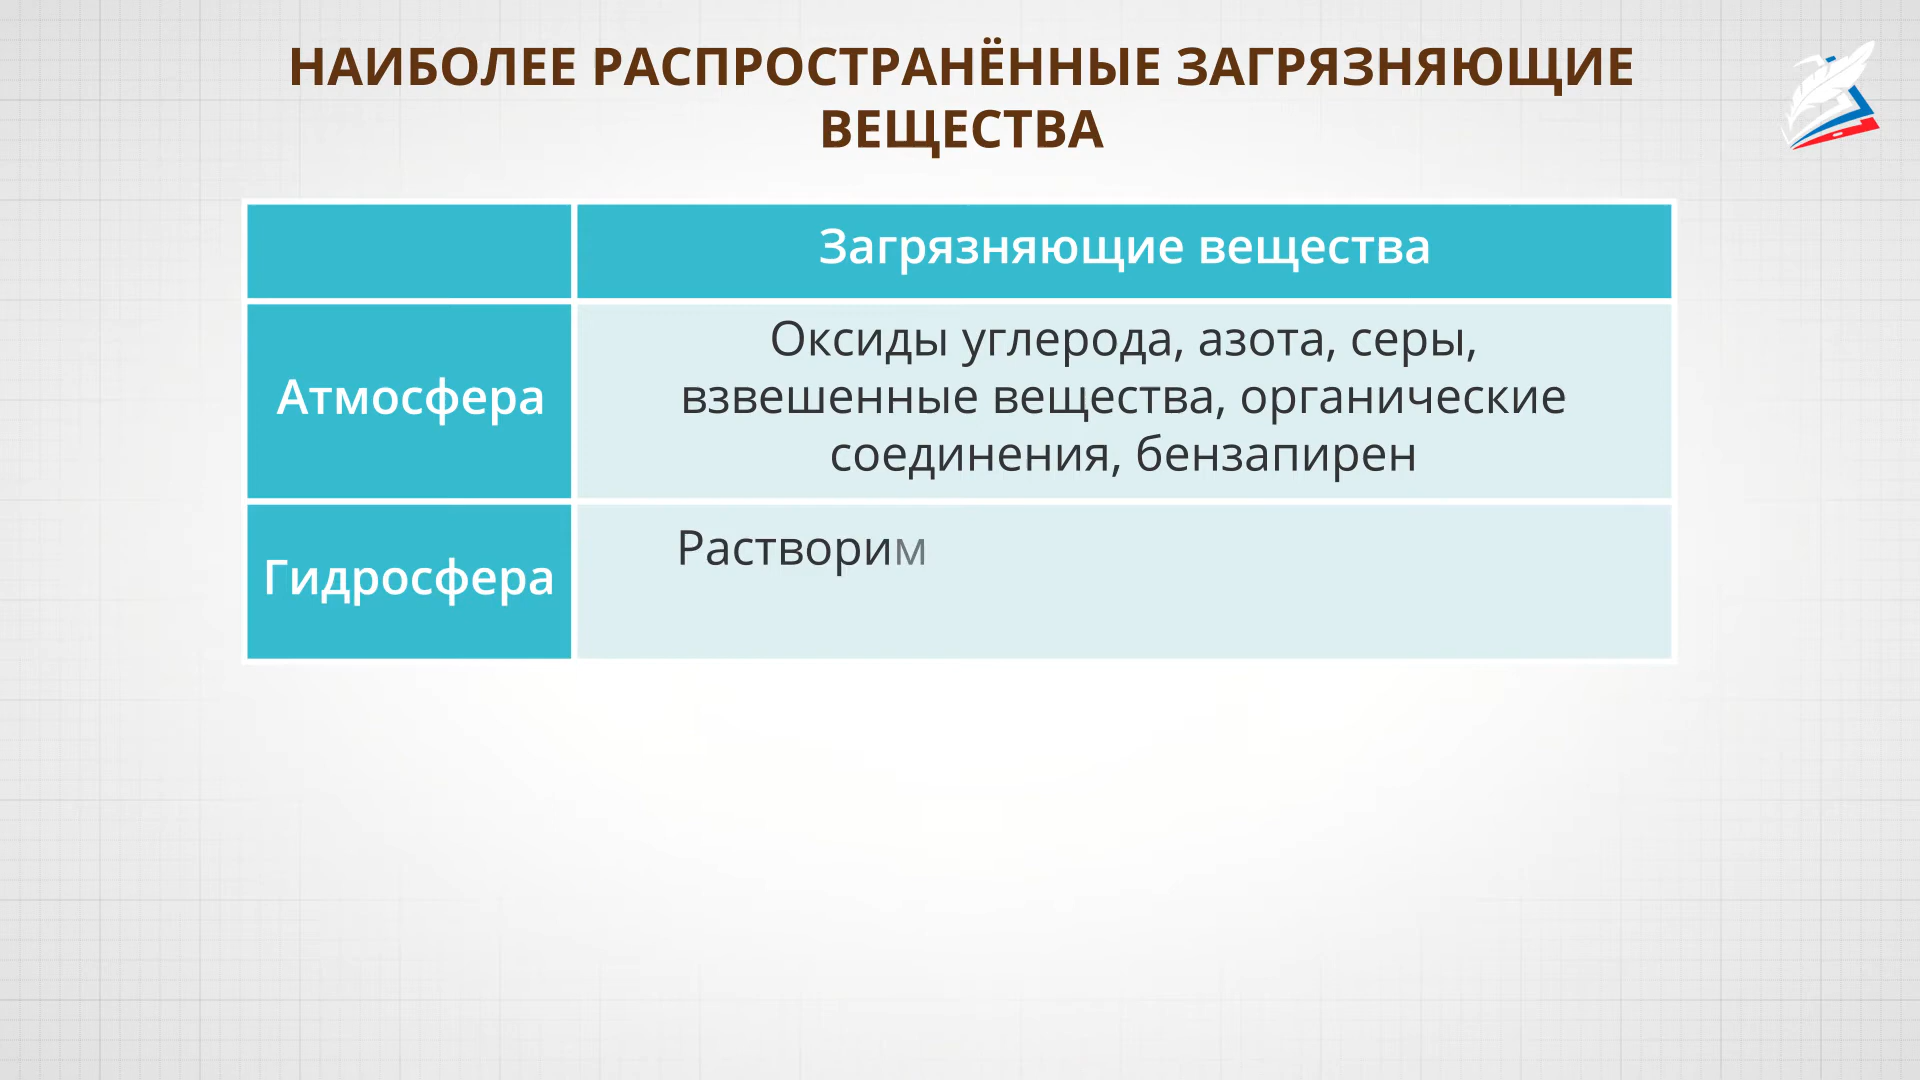 НАИБОЛЕЕ РАСПРОСТРАНЁННЫЕ ЗАГРЯЗНЯЮЩИЕ
ВЕЩЕСТВА
Загрязняющие вещества
Атмосфера
Оксиды углерода, азота, серы,
взвешенные вещества, органические
соединения, бензапирен
Гидросфера
Растворим